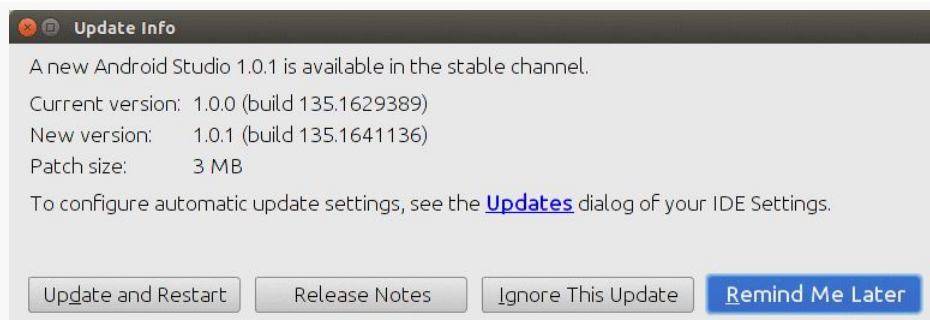 Update Info
A new Android Studio 1.0.1 is available in the stable channel.
Current version: 1.0.0 (build 135.1629389)
New version: 1.0.1 (build 135.1641136)
Patch size: 3 MB
To configure automatic update settings, see the Updates dialog of your IDE Settings.
Update and Restart Release Notes Ignore This Update Remind Me Later